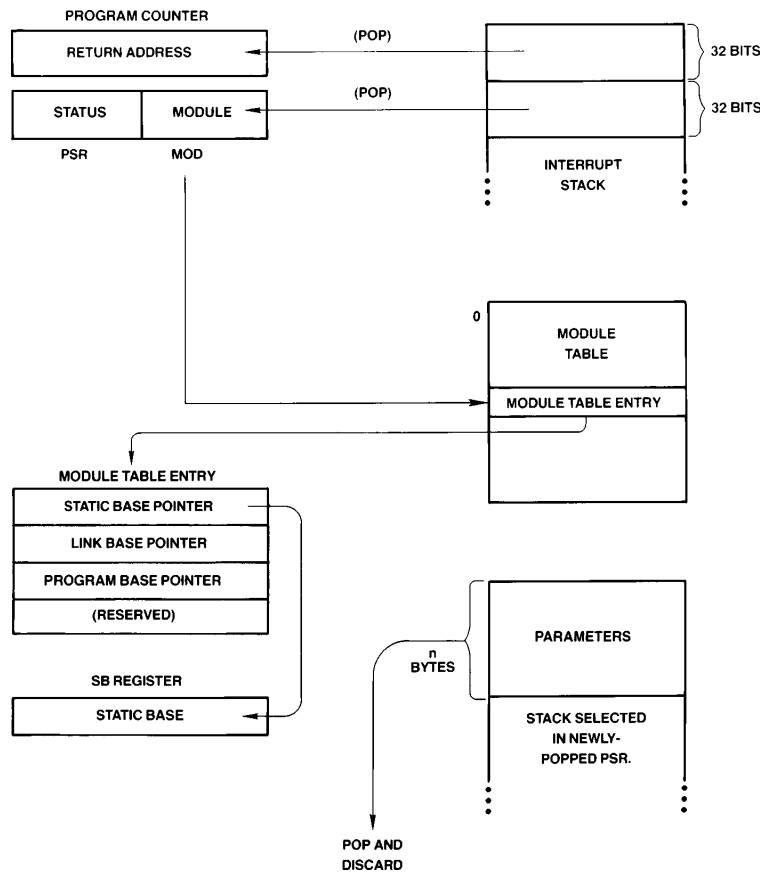 PROGRAM COUNTER
RETURN ADDRESS
(POP)
32 BITS
STATUS
MODULE
(POP)
32 BITS
PSR
MOD
INTERRUPT
STACK
0
MODULE
TABLE
MODULE TABLE ENTRY
MODULE TABLE ENTRY
STATIC BASE POINTER
LINK BASE POINTER
PROGRAM BASE POINTER
(RESERVED)
PARAMETERS
n
BYTES
SB REGISTER
STATIC BASE
STACK SELECTED
IN NEWLY-
POPPED PSR.
POP AND
DISCARD